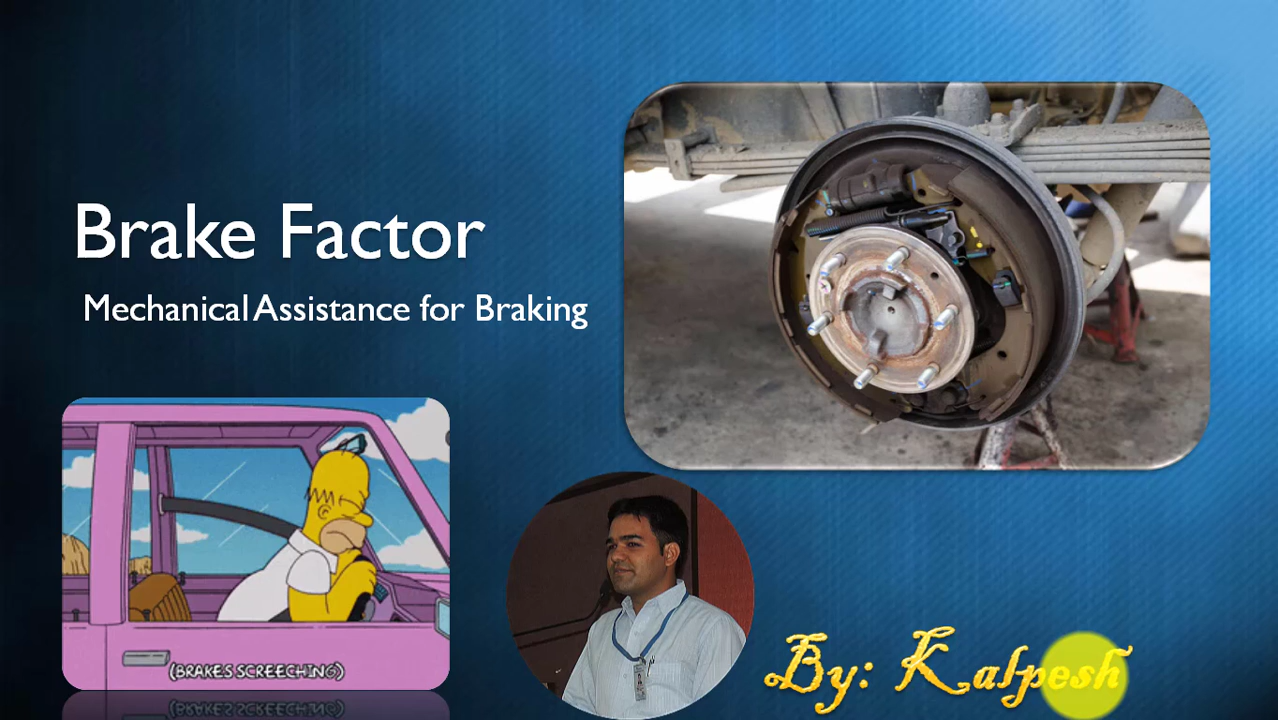 Brake Factor
Mechanical Assistance for Braking
(BRAKES SCREECHING)
By: Kalpesh